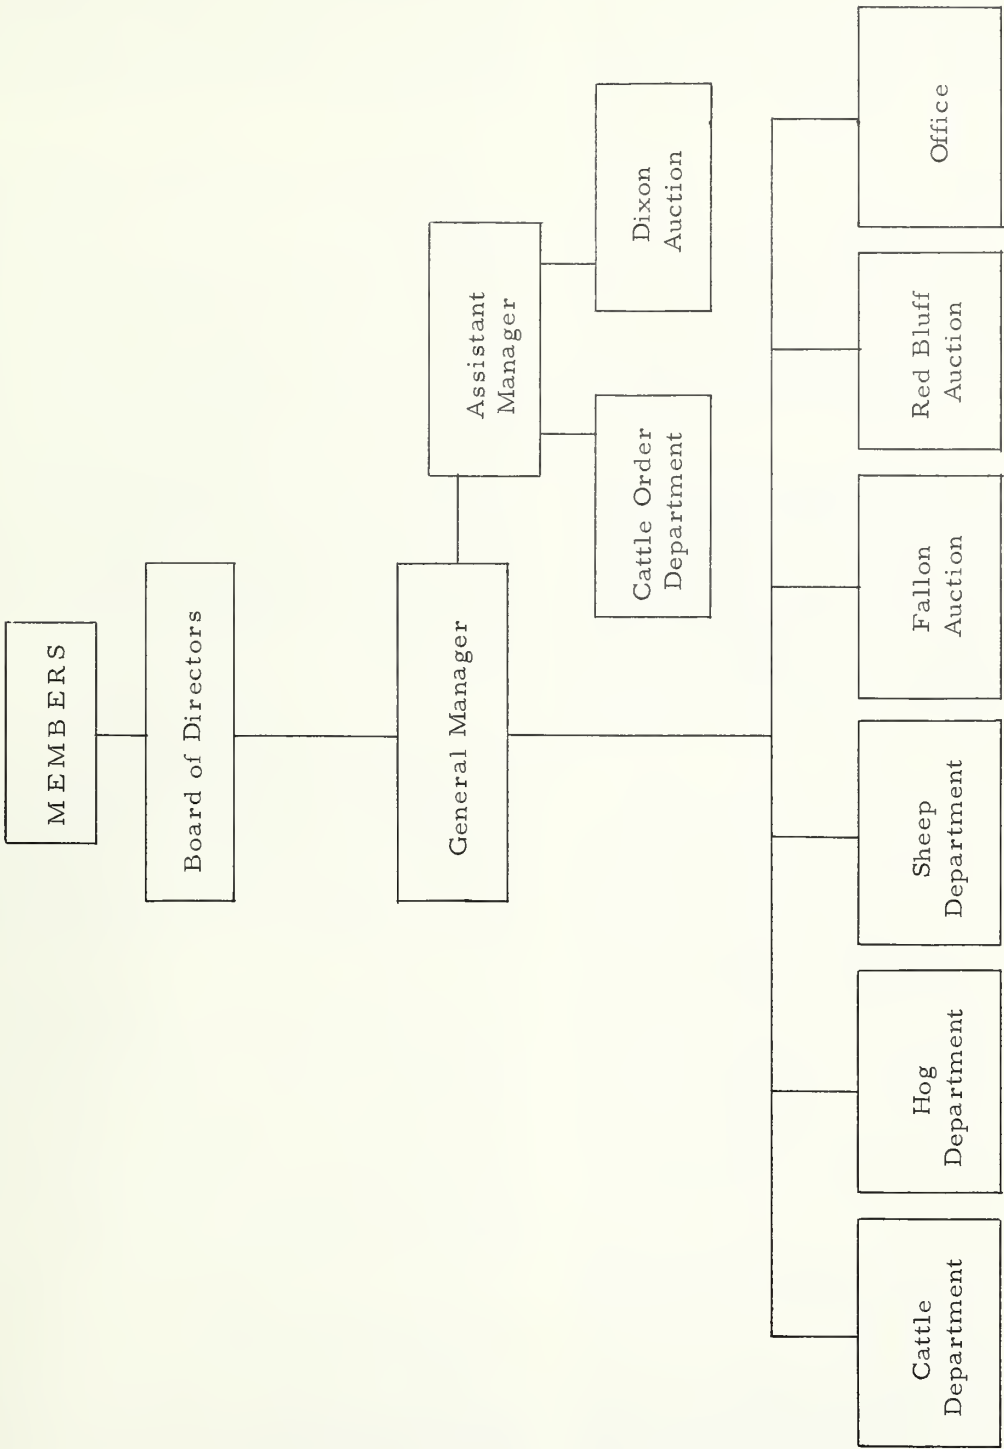 MEMBERS
Board of Directors
General Manager
Assistant
Manager
Cattle Order
Department
Dixon
Auction
Cattle
Department
Hog
Department
Sheep
Department
Fallon
Auction
Red Bluff
Auction
Office